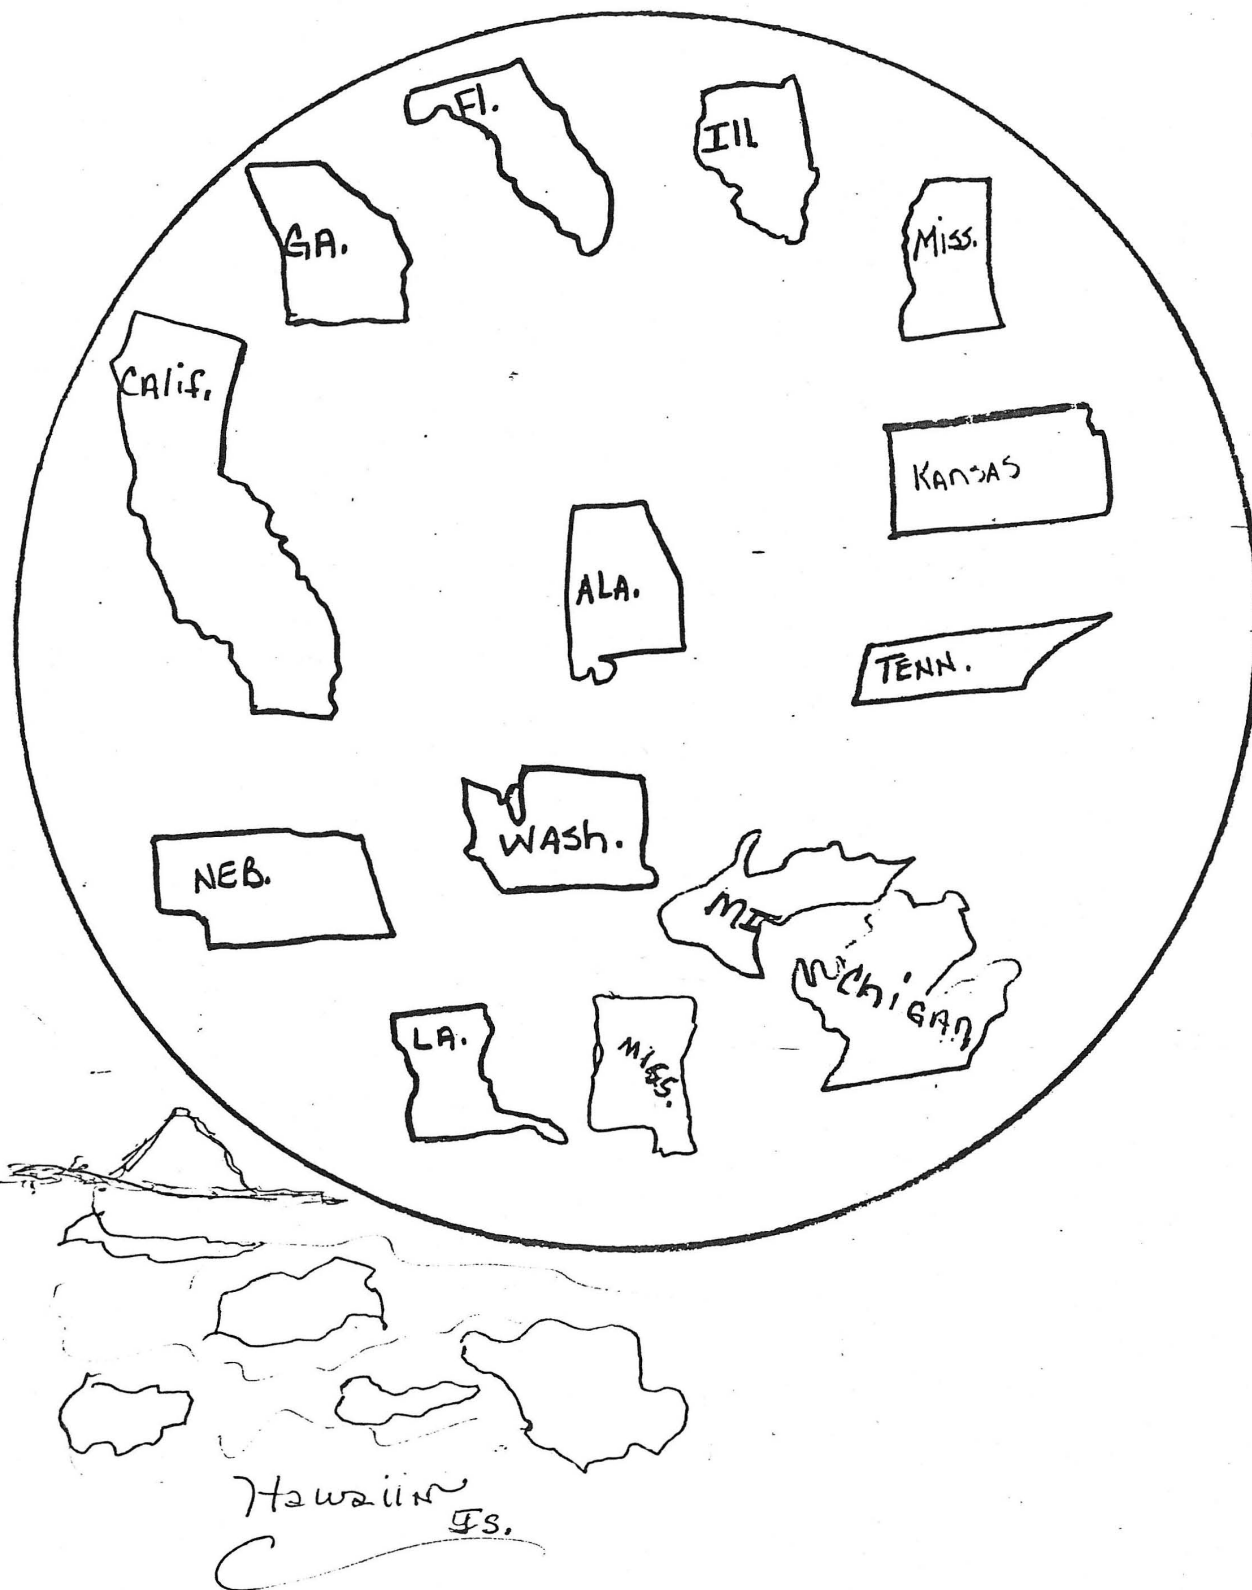 Fl.
Ill
GA.
Miss.
CAlif.
KAnsAS
ALA.
TENN.
WAsh.
NEB.
MI
MIChiGAn
LA.
MISS.
Hawaiin
Is.